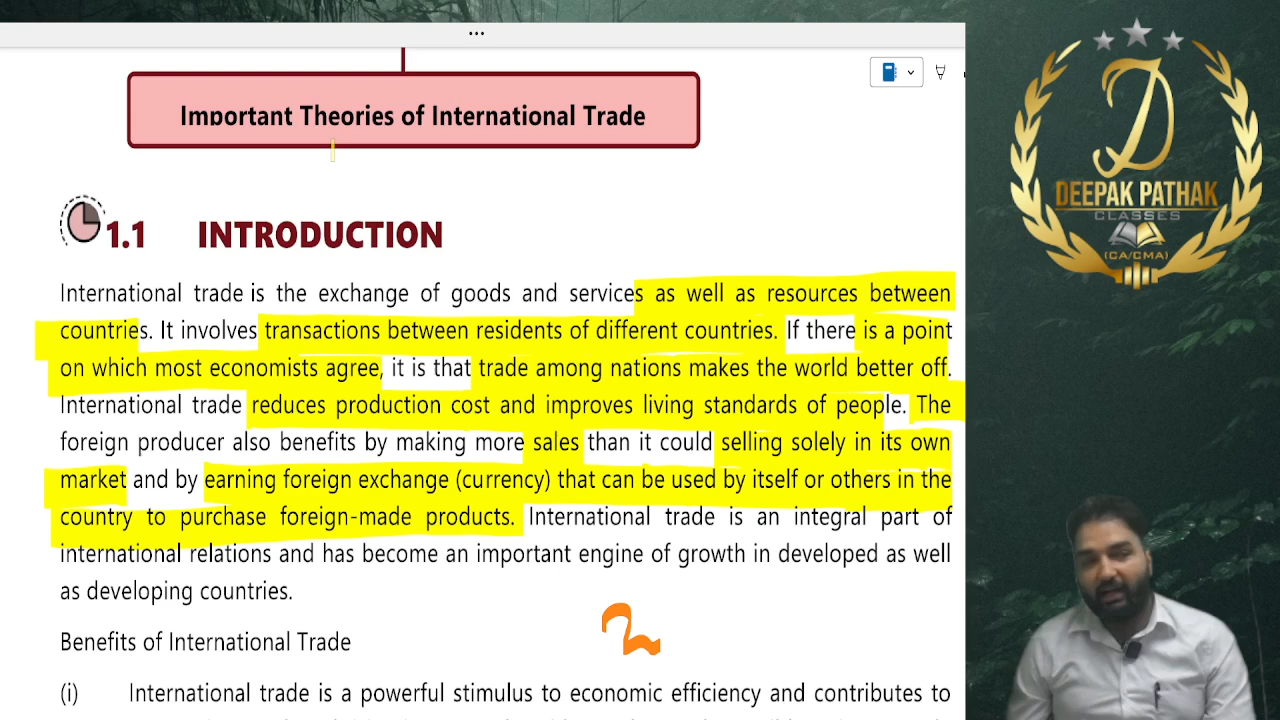 ...
Important Theories of International Trade
1.1 INTRODUCTION
International trade is the exchange of goods and services as well as resources between
countries. It involves transactions between residents of different countries. If there is a point
on which most economists agree, it is that trade among nations makes the world better off.
International trade reduces production cost and improves living standards of people. The
foreign producer also benefits by making more sales than it could selling solely in its own
market and by earning foreign exchange (currency) that can be used by itself or others in the
country to purchase foreign-made products. International trade is an integral part of
international relations and has become an important engine of growth in developed as well
as developing countries.
2
Benefits of International Trade
(i) International trade is a powerful stimulus to economic efficiency and contributes to
D
DEEPAK PATHAK
CLASSES
(CA/CMA)